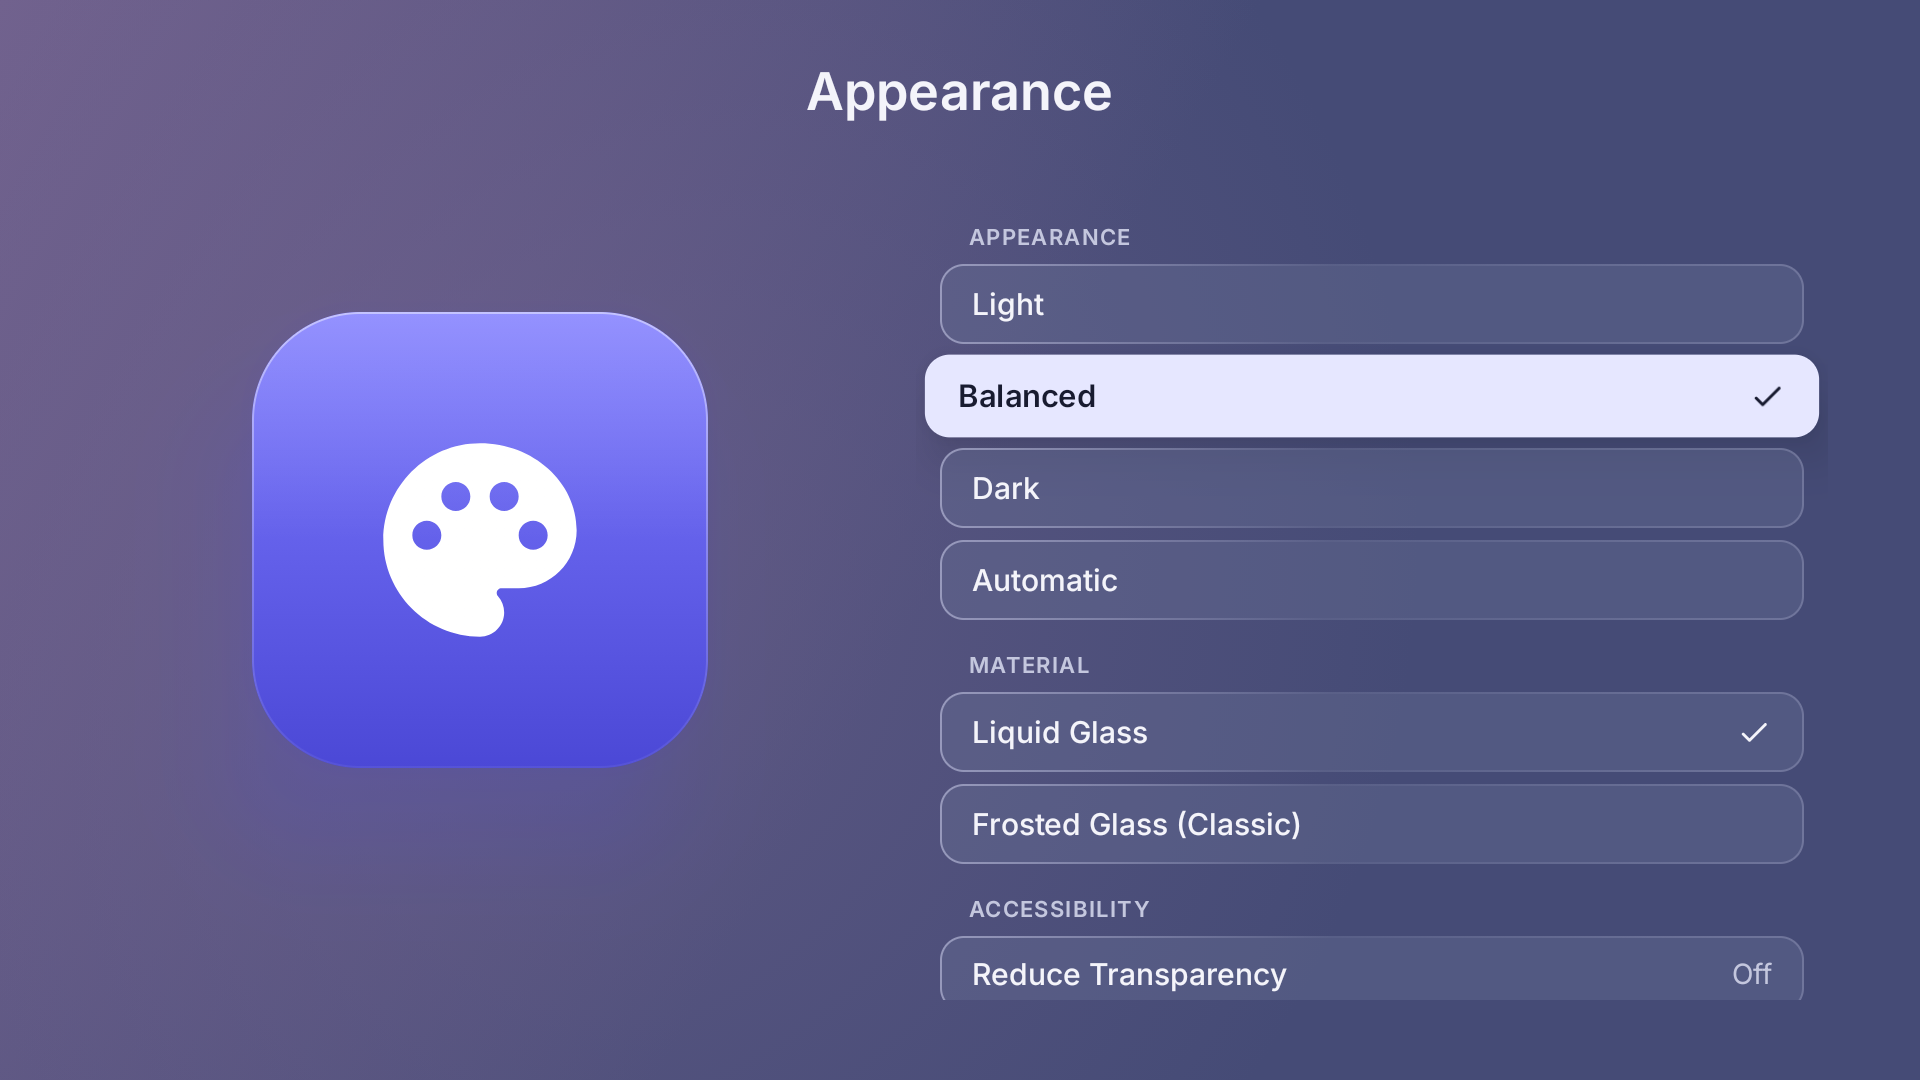 Appearance
APPEARANCE
Light
Balanced
Dark
Automatic
MATERIAL
Liquid Glass
Frosted Glass (Classic)
ACCESSIBILITY
Reduce Transparency Off